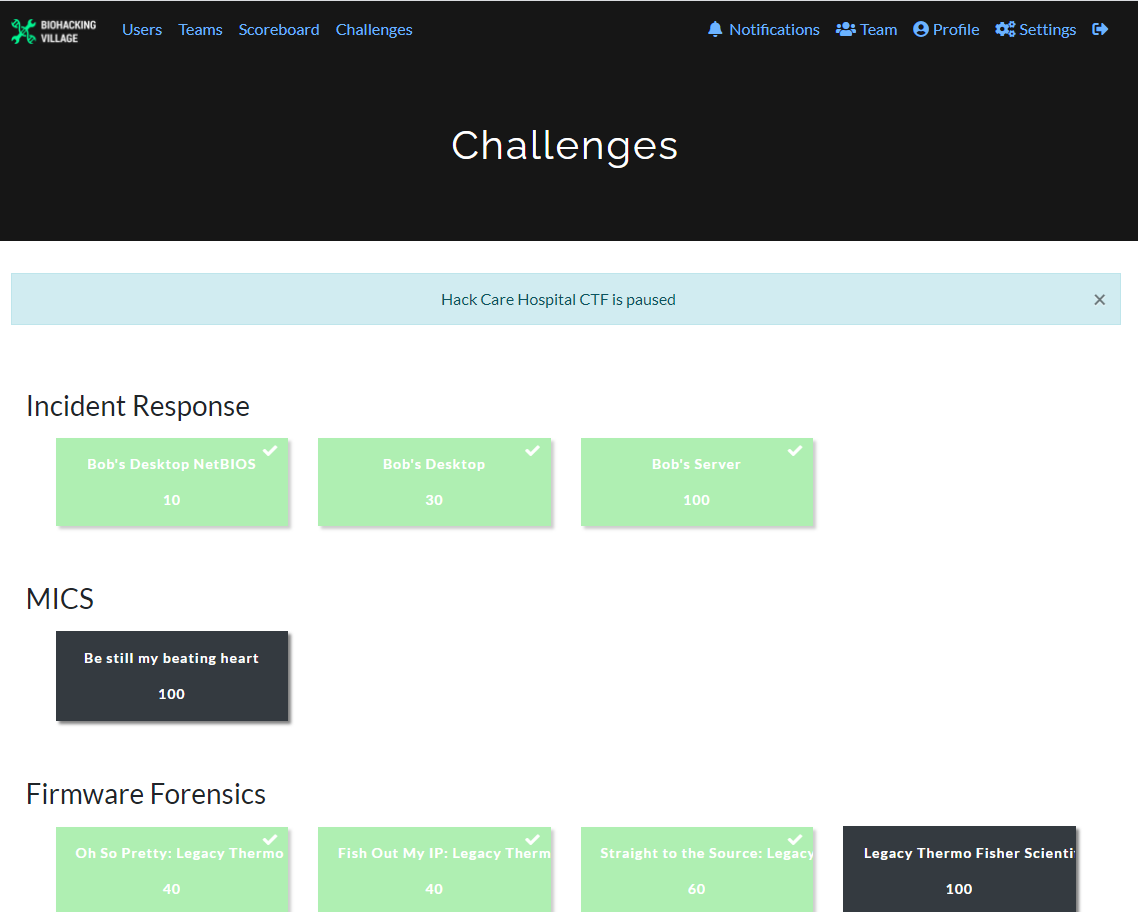 BIOHACKING
VILLAGE
Users Teams Scoreboard Challenges Notifications Team Profile Settings
Challenges
Hack Care Hospital CTF is paused ×
Incident Response
Bob's Desktop NetBIOS
10
Bob's Desktop
30
Bob's Server
100
MICS
Be still my beating heart
100
Firmware Forensics
Oh So Pretty: Legacy Thermo
40
Fish Out My IP: Legacy Therm
40
Straight to the Source: Legacy
60
Legacy Thermo Fisher Scienti
100